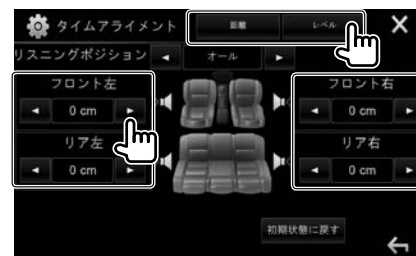 タイムアライメント 距離 レベル
リスニングポジション オール
フロント左 フロント右
0 cm 0 cm
リア左 リア右
0 cm 0 cm
初期状態に戻す